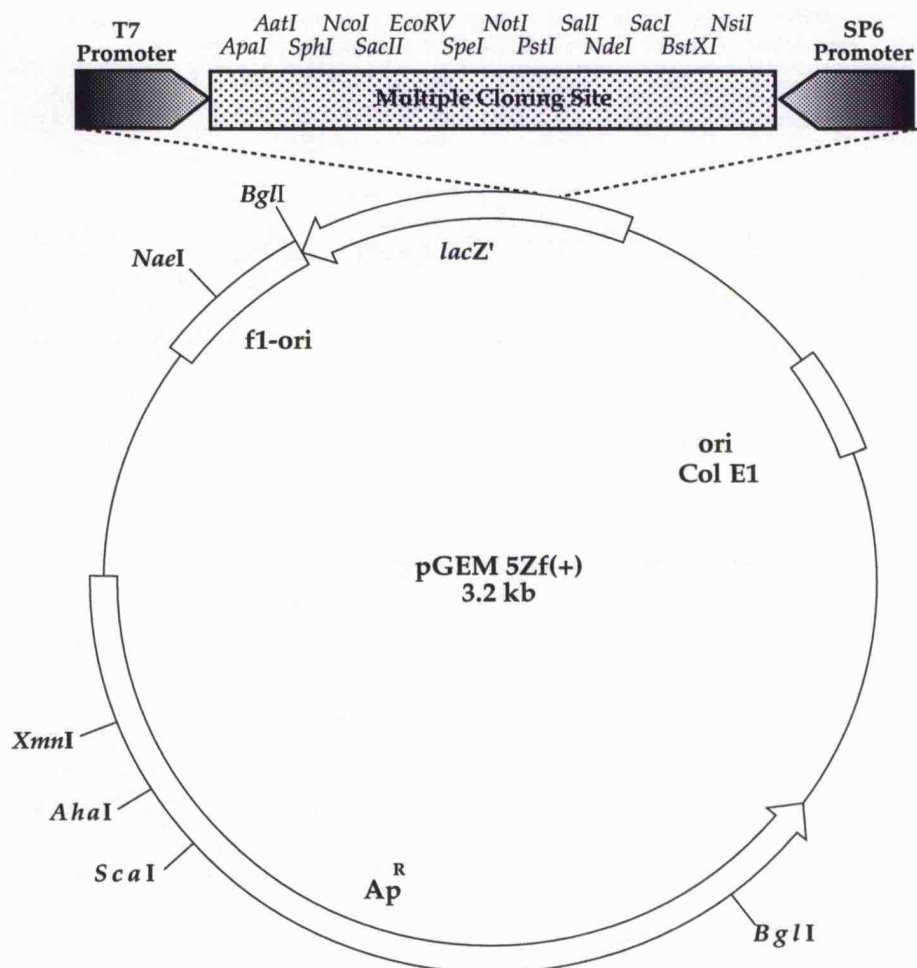 T7
Promoter
AatI NcoI EcoRV NotI SalI SacI NsiI
ApaI SphI SacII SpeI PstI NdeI BstXI
SP6
Promoter
Multiple Cloning Site
BglI
lacZ'
NaeI
f1-ori
ori
Col E1
pGEM 5Zf(+)
3.2 kb
XmnI
AhaI
ScaI
Ap^R
BglI